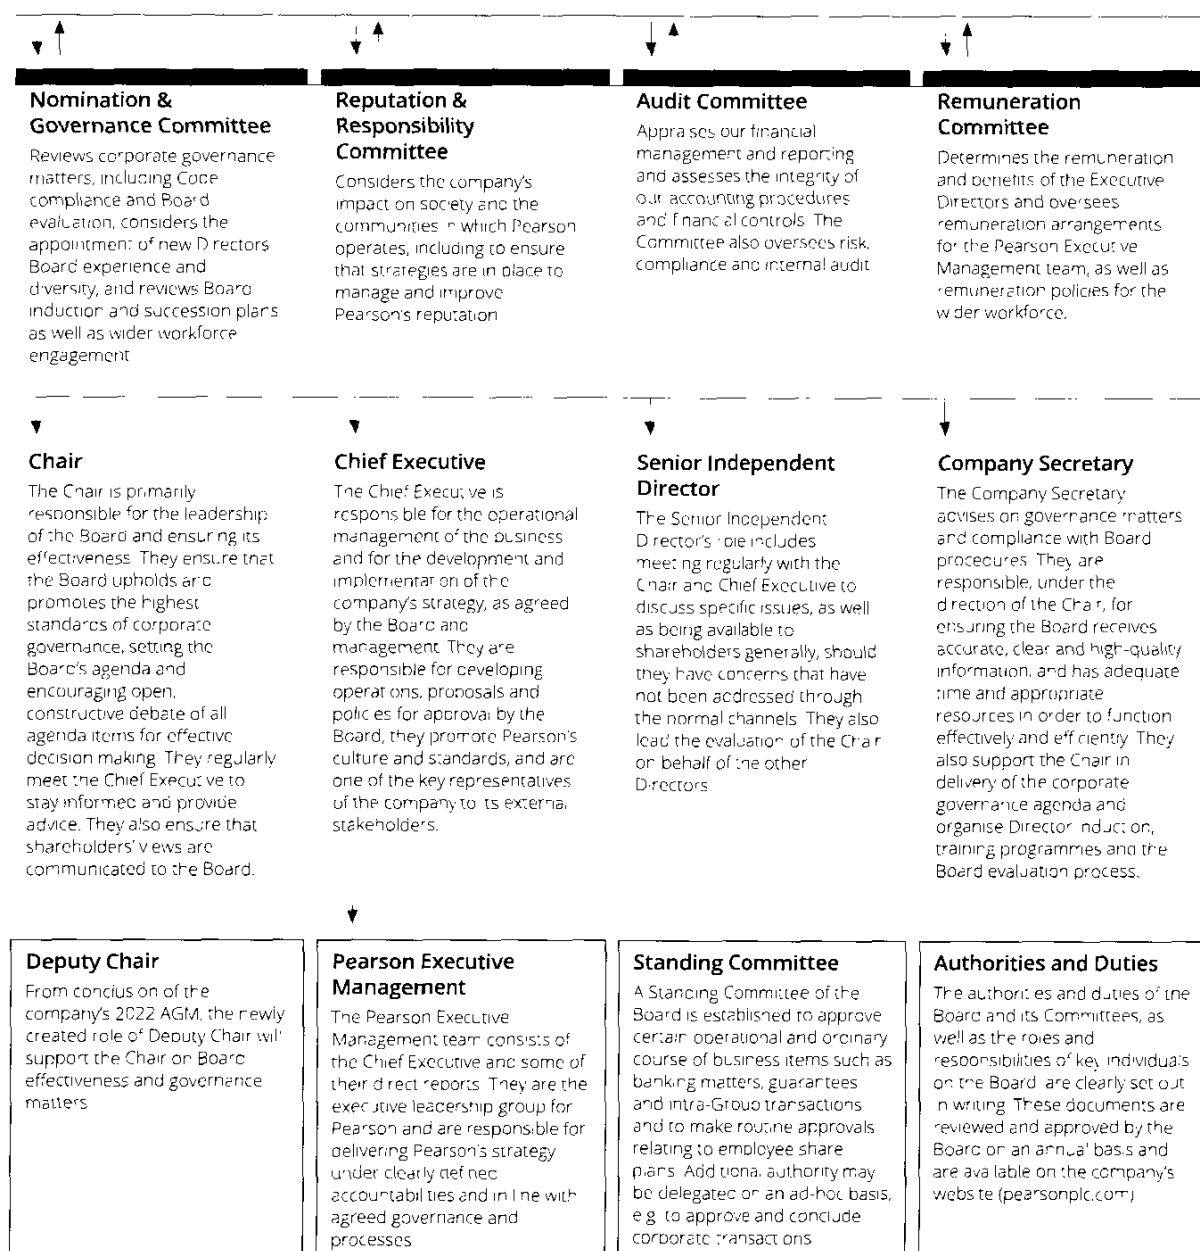 Nomination &
Governance Committee
Reviews corporate governance
matters, including Code
compliance and Board
evaluation, considers the
appointment of new Directors
Board experience and
diversity, and reviews Board
induction and succession plans
as well as wider workforce
engagement
Reputation &
Responsibility
Committee
Considers the company's
impact on society and the
communities in which Pearson
operates, including to ensure
that strategies are in place to
manage and improve
Pearson's reputation
Audit Committee
Appraises our financial
management and reporting
and assesses the integrity of
our accounting procedures
and financial controls. The
Committee also oversees risk,
compliance and internal audit
Remuneration
Committee
Determines the remuneration
and benefits of the Executive
Directors and oversees
remuneration arrangements
for the Pearson Executive
Management team, as well as
remuneration policies for the
wider workforce.
Chair
The Chair is primarily
responsible for the leadership
of the Board and ensuring its
effectiveness. They ensure that
the Board upholds and
promotes the highest
standards of corporate
governance, setting the
Board's agenda and
encouraging open,
constructive debate of all
agenda items for effective
decision making. They regularly
meet the Chief Executive to
stay informed and provide
advice. They also ensure that
shareholders' views are
communicated to the Board.
Chief Executive
The Chief Executive is
responsible for the operational
management of the business
and for the development and
implementation of the
company's strategy, as agreed
by the Board and
management. They are
responsible for developing
operations, proposals and
policies for approval by the
Board, they promote Pearson's
culture and standards, and are
one of the key representatives
of the company to its external
stakeholders.
Senior Independent
Director
The Senior Independent
Director's role includes
meeting regularly with the
Chair and Chief Executive to
discuss specific issues, as well
as being available to
shareholders generally, should
they have concerns that have
not been addressed through
the normal channels. They also
lead the evaluation of the Chair
on behalf of the other
Directors
Company Secretary
The Company Secretary
advises on governance matters
and compliance with Board
procedures. They are
responsible, under the
direction of the Chair, for
ensuring the Board receives
accurate, clear and high-quality
information, and has adequate
time and appropriate
resources in order to function
effectively and efficiently. They
also support the Chair in
delivery of the corporate
governance agenda and
organise Director induction,
training programmes and the
Board evaluation process.
Deputy Chair
From conclusion of the
company's 2022 AGM, the newly
created role of Deputy Chair will
support the Chair on Board
effectiveness and governance
matters
Pearson Executive
Management
The Pearson Executive
Management team consists of
the Chief Executive and some of
their direct reports. They are the
executive leadership group for
Pearson and are responsible for
delivering Pearson's strategy
under clearly defined
accountabilities and in line with
agreed governance and
processes
Standing Committee
A Standing Committee of the
Board is established to approve
certain operational and ordinary
course of business items such as
banking matters, guarantees
and intra-Group transactions
and to make routine approvals
relating to employee share
plans. Additional authority may
be delegated on an ad-hoc basis,
e.g. to approve and conclude
corporate transactions
Authorities and Duties
The authorities and duties of the
Board and its Committees, as
well as the roles and
responsibilities of key individuals
on the Board, are clearly set out
in writing. These documents are
reviewed and approved by the
Board on an annual basis and
are available on the company's
website (pearsonplc.com)